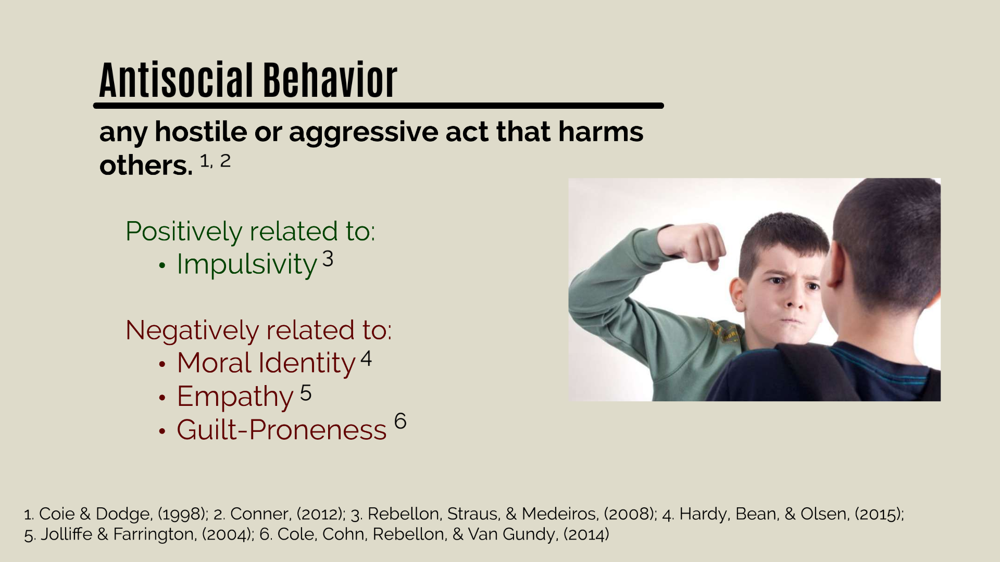 Antisocial Behavior
any hostile or aggressive act that harms
others. 1, 2
Positively related to:
• Impulsivity 3
Negatively related to:
• Moral Identity 4
• Empathy 5
• Guilt-Proneness 6
1. Coie & Dodge, (1998); 2. Conner, (2012); 3. Rebellon, Straus, & Medeiros, (2008); 4. Hardy, Bean, & Olsen, (2015);
5. Jolliffe & Farrington, (2004); 6. Cole, Cohn, Rebellon, & Van Gundy, (2014)